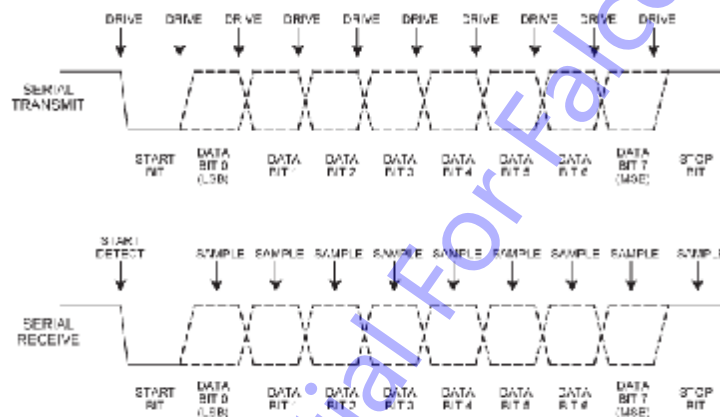 DRIVE DRIVE DRIVE DRIVE DRIVE DRIVE DRIVE DRIVE DRIVE DRIVE
SERIAL
TRANSMIT
START
BIT
DATA
BIT 0
(LSB)
DATA
BIT 1
DATA
BIT 2
DATA
BIT 3
DATA
BIT 4
DATA
BIT 5
DATA
BIT 6
DATA
BIT 7
(MSB)
STOP
BIT
START
DETECT
SAMPLE SAMPLE SAMPLE SAMPLE SAMPLE SAMPLE SAMPLE SAMPLE SAMPLE
SERIAL
RECEIVE
START
BIT
DATA
BIT 0
(LSB)
DATA
BIT 1
DATA
BIT 2
DATA
BIT 3
DATA
BIT 4
DATA
BIT 5
DATA
BIT 6
DATA
BIT 7
(MSB)
STOP
BIT
For Falc